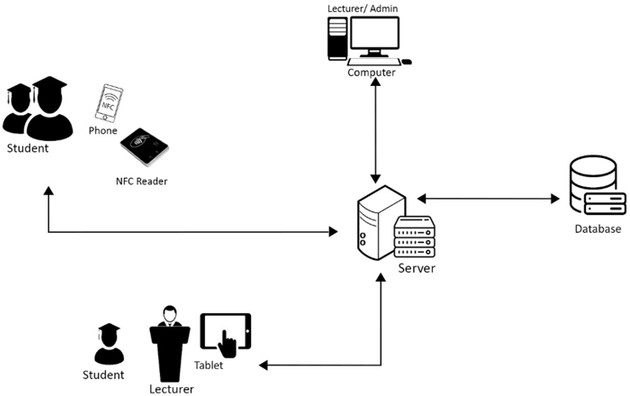 Lecturer/ Admin
Computer
NFC
Phone
Student
NFC Reader
Database
Server
Tablet
Student
Lecturer